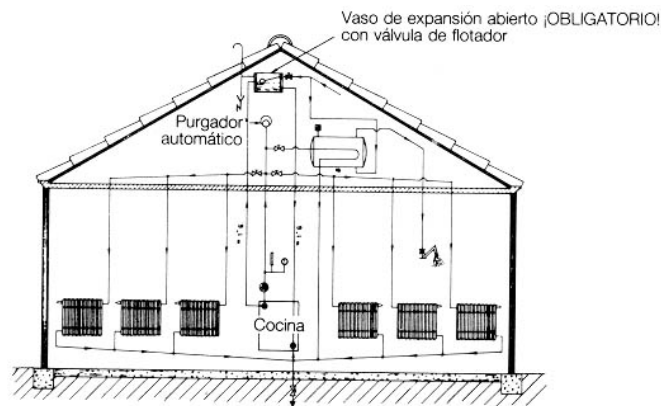 Vaso de expansión abierto ¡OBLIGATORIO!
con válvula de flotador
Purgador
automático
Cocina